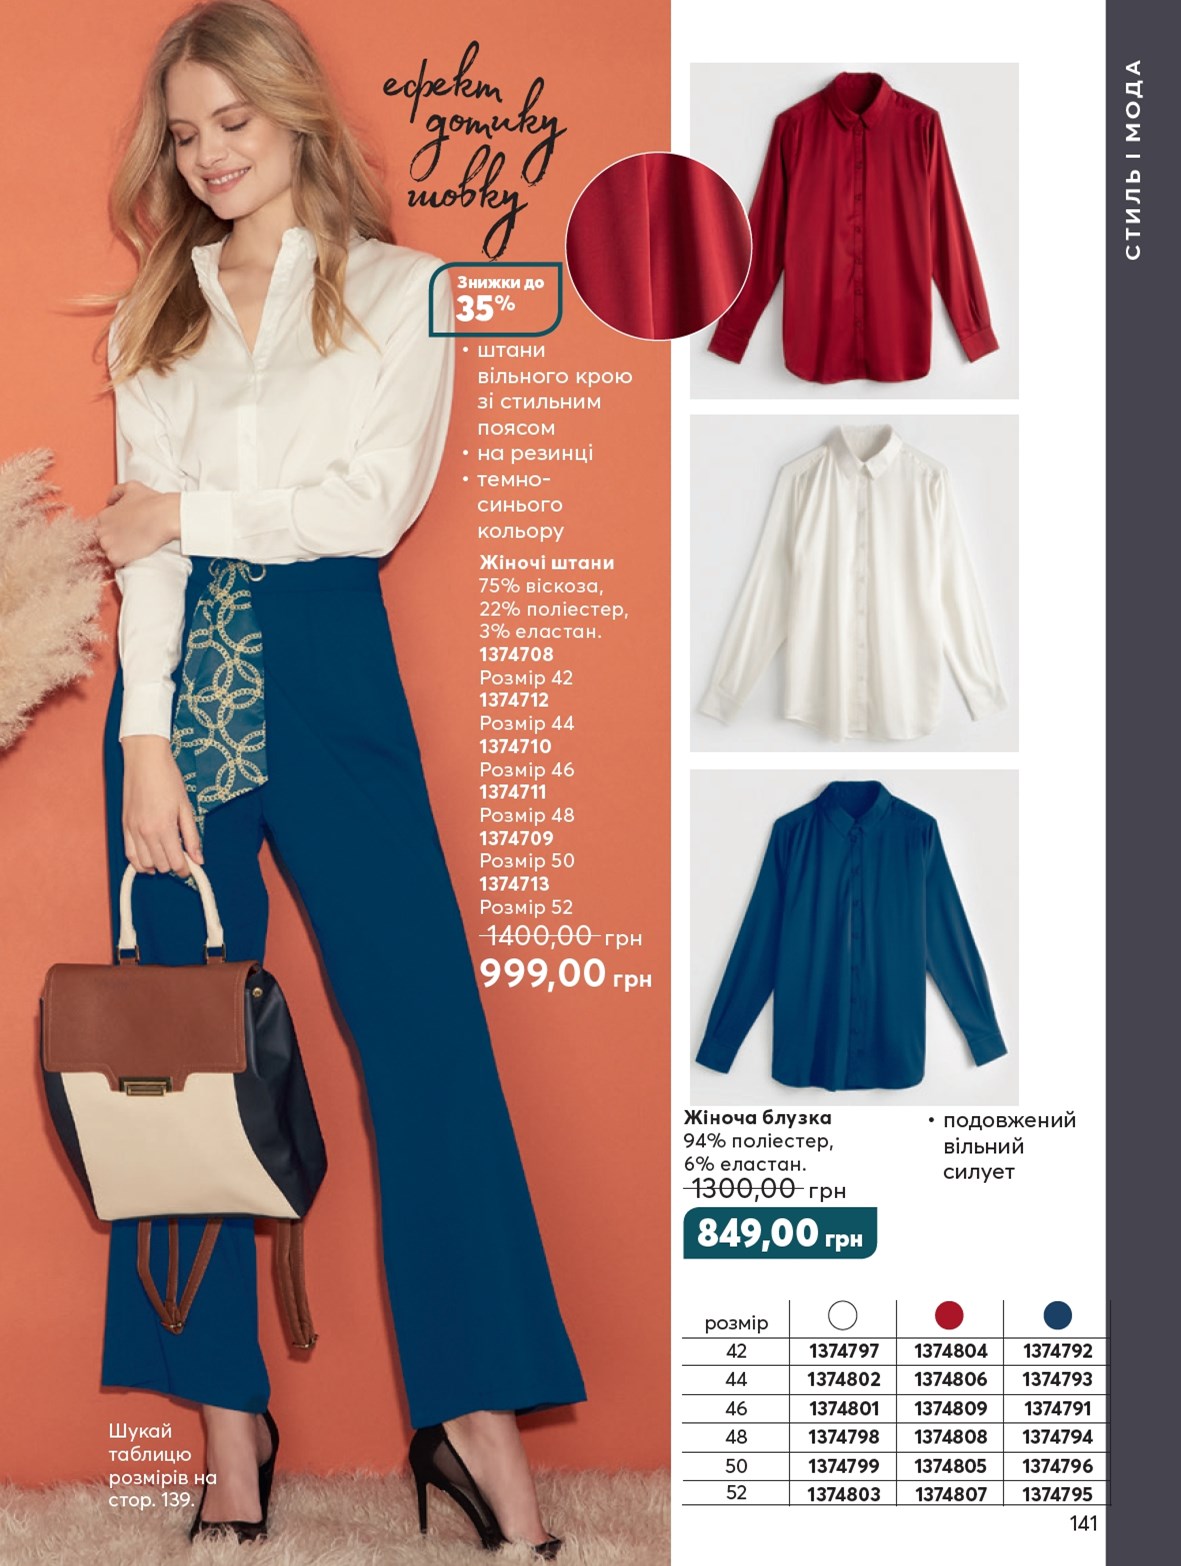 ефект
дотику
шовку
Знижки до
35%
• штани
вільного крою
зі стильним
поясом
• на резинці
• темно-
синього
кольору
Жіночі штани
75% віскоза,
22% поліестер,
3% еластан.
1374708
Розмір 42
1374712
Розмір 44
1374710
Розмір 46
1374711
Розмір 48
1374709
Розмір 50
1374713
Розмір 52
1400,00 грн
999,00 грн
Шукай
таблицю
розмірів на
стор. 139.
СТИЛЬ І МОДА
Жіноча блузка
94% поліестер,
6% еластан.
1300,00 грн
849,00 грн
• подовжений
вільний
силует
розмір
42 1374797 1374804 1374792
44 1374802 1374806 1374793
46 1374801 1374809 1374791
48 1374798 1374808 1374794
50 1374799 1374805 1374796
52 1374803 1374807 1374795
141